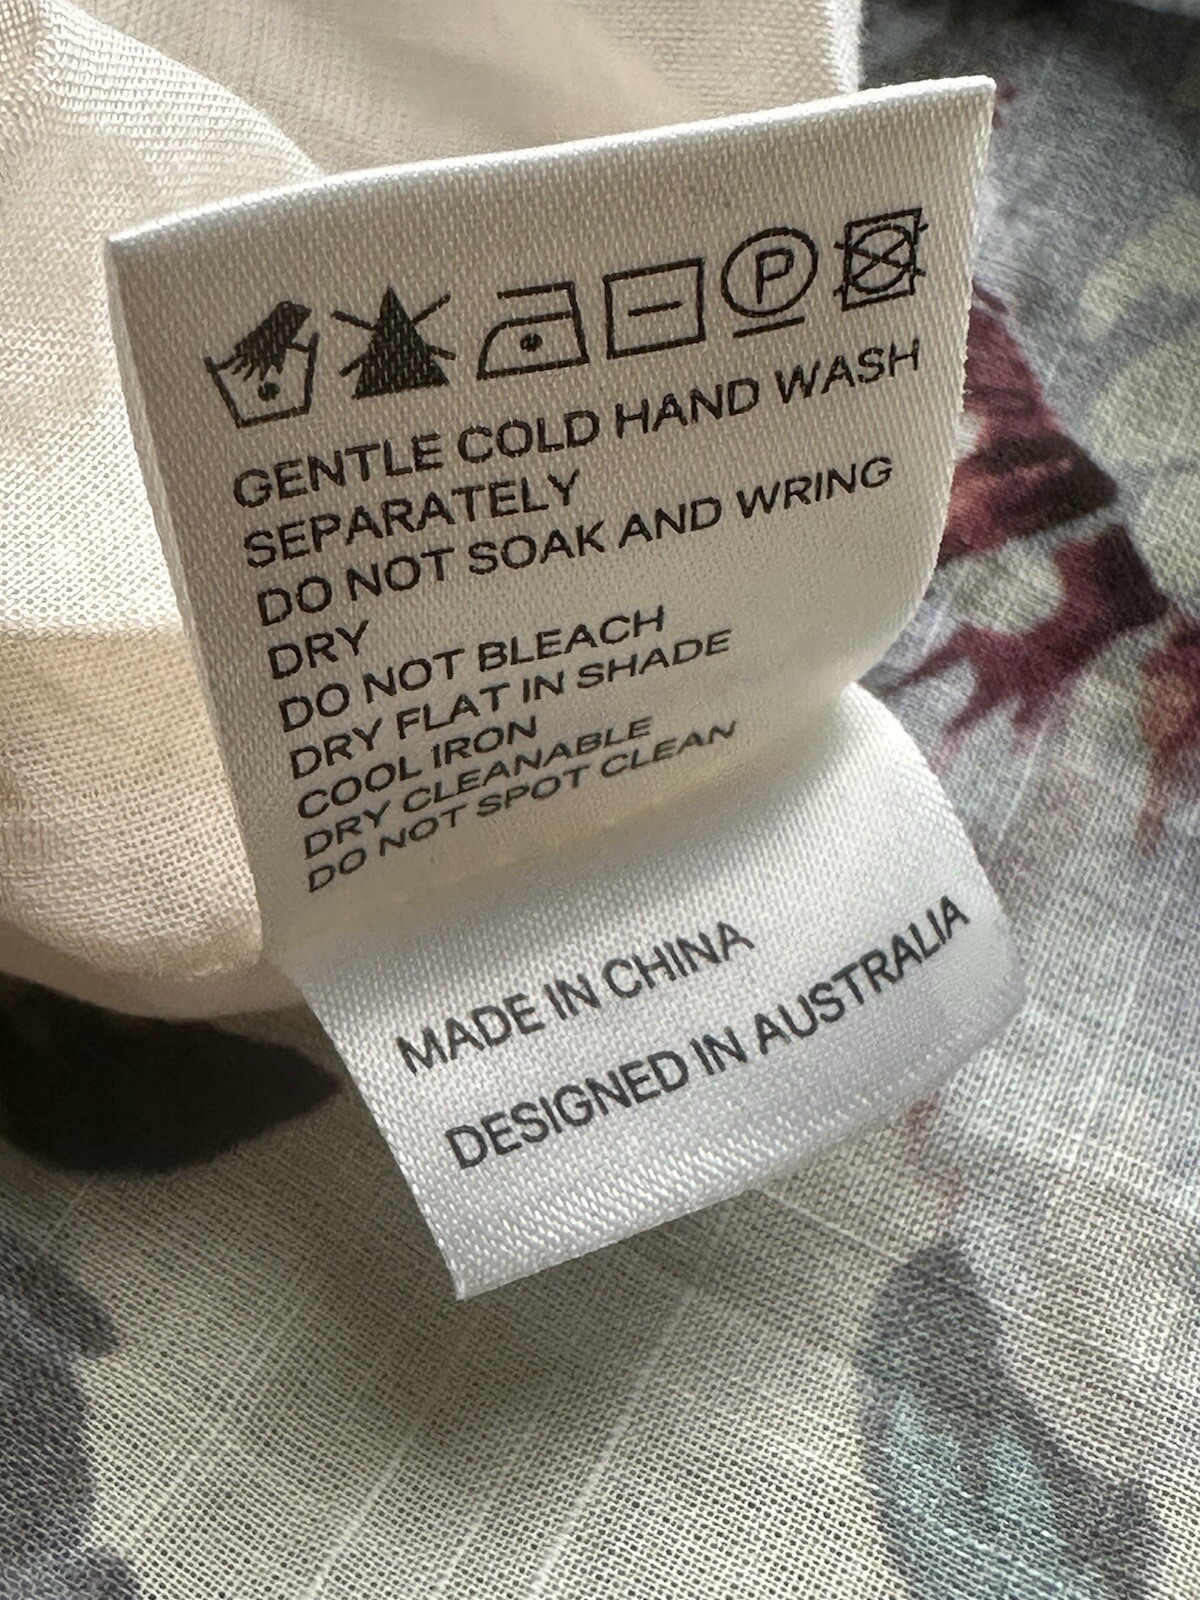 P
GENTLE COLD HAND WASH
SEPARATELY
DO NOT SOAK AND WRING
DRY
DO NOT BLEACH
DRY FLAT IN SHADE
COOL IRON
DRY CLEANABLE
DO NOT SPOT CLEAN
MADE IN CHINA
DESIGNED IN AUSTRALIA